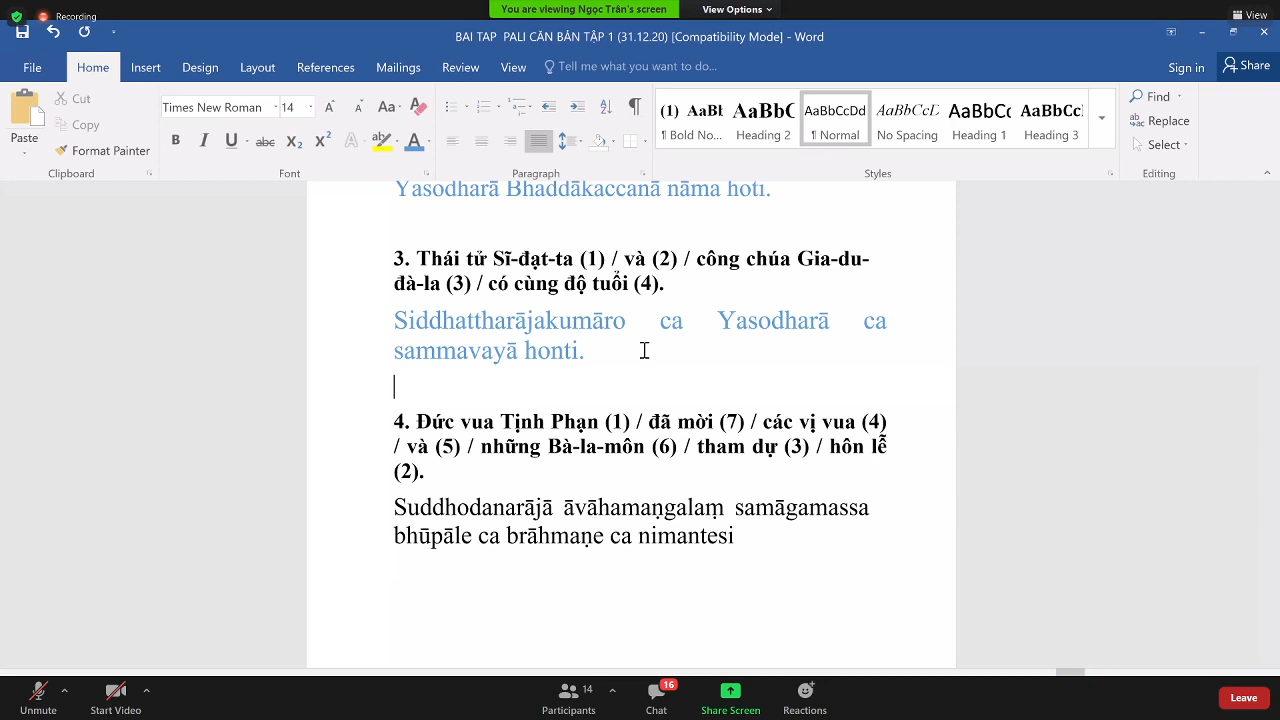 Recording
You are viewing Ngọc Trân's screen
View Options
View
BAI TAP PALI CĂN BẢN TẬP 1 (31.12.20) [Compatibility Mode] - Word
File
Home
Insert
Design
Layout
References
Mailings
Review
View
Tell me what you want to do...
Sign in
Share
Paste
Cut
Copy
Format Painter
Clipboard
Times New Roman
14
Font
Paragraph
(1) AaBl
¶ Bold No...
AaBbC
Heading 2
AaBbCcDd
¶ Normal
AaBbCcL
No Spacing
AaBbCc
Heading 1
AaBbCc
Heading 3
Styles
Find
Replace
Select
Editing
Yasodharā Bhaddākaccānā nāma hoti.
3. Thái tử Sĩ-đạt-ta (1) / và (2) / công chúa Gia-du-
đà-la (3) / có cùng độ tuổi (4).
Siddhattharājakumāro ca Yasodharā ca
sammavayā honti.
4. Đức vua Tịnh Phạn (1) / đã mời (7) / các vị vua (4)
/ và (5) / những Bà-la-môn (6) / tham dự (3) / hôn lễ
(2).
Suddhodanarājā āvāhamaṇgalaṃ samāgamassa
bhūpāle ca brāhmaṇe ca nimantesi
Unmute
Start Video
Participants
14
Chat
16
Share Screen
Reactions
Leave